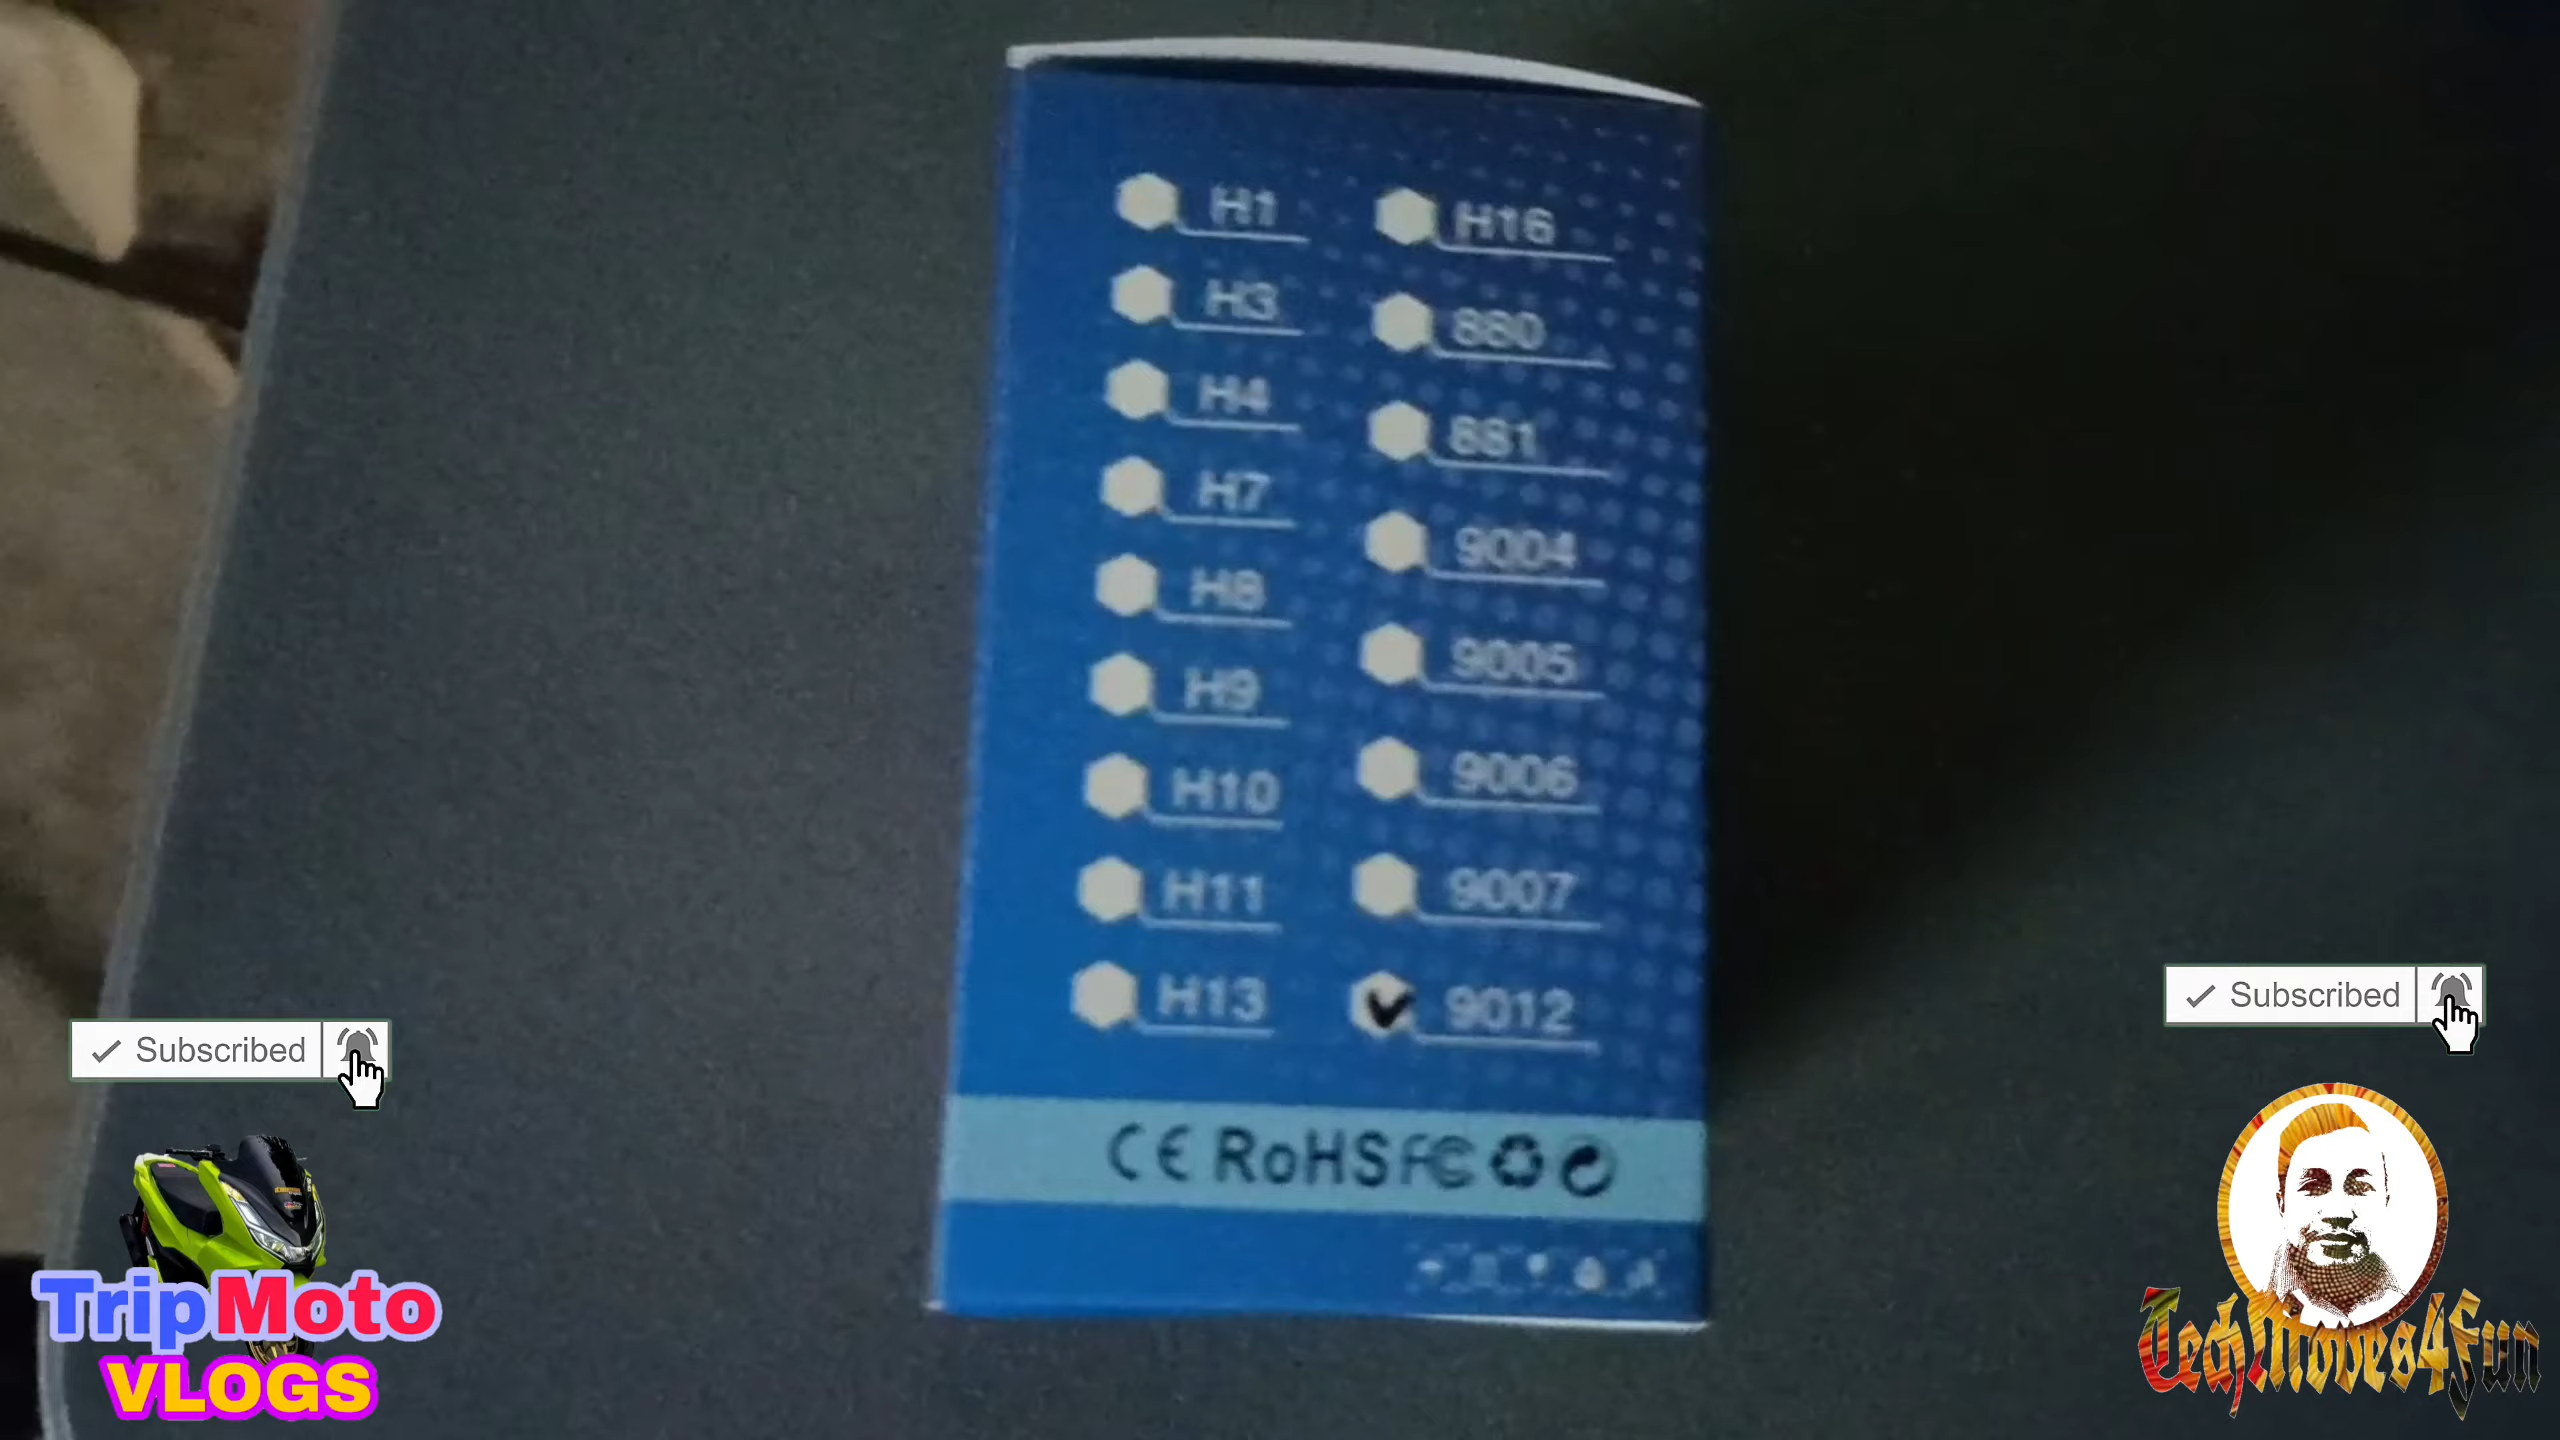 H1
H3
H4
H7
H8
H9
H10
H11
H13
H16
880
881
9004
9005
9006
9007
9012
CE RoHS FC
Subscribed
TripMoto
VLOGS
Subscribed
TechMoves4Fun